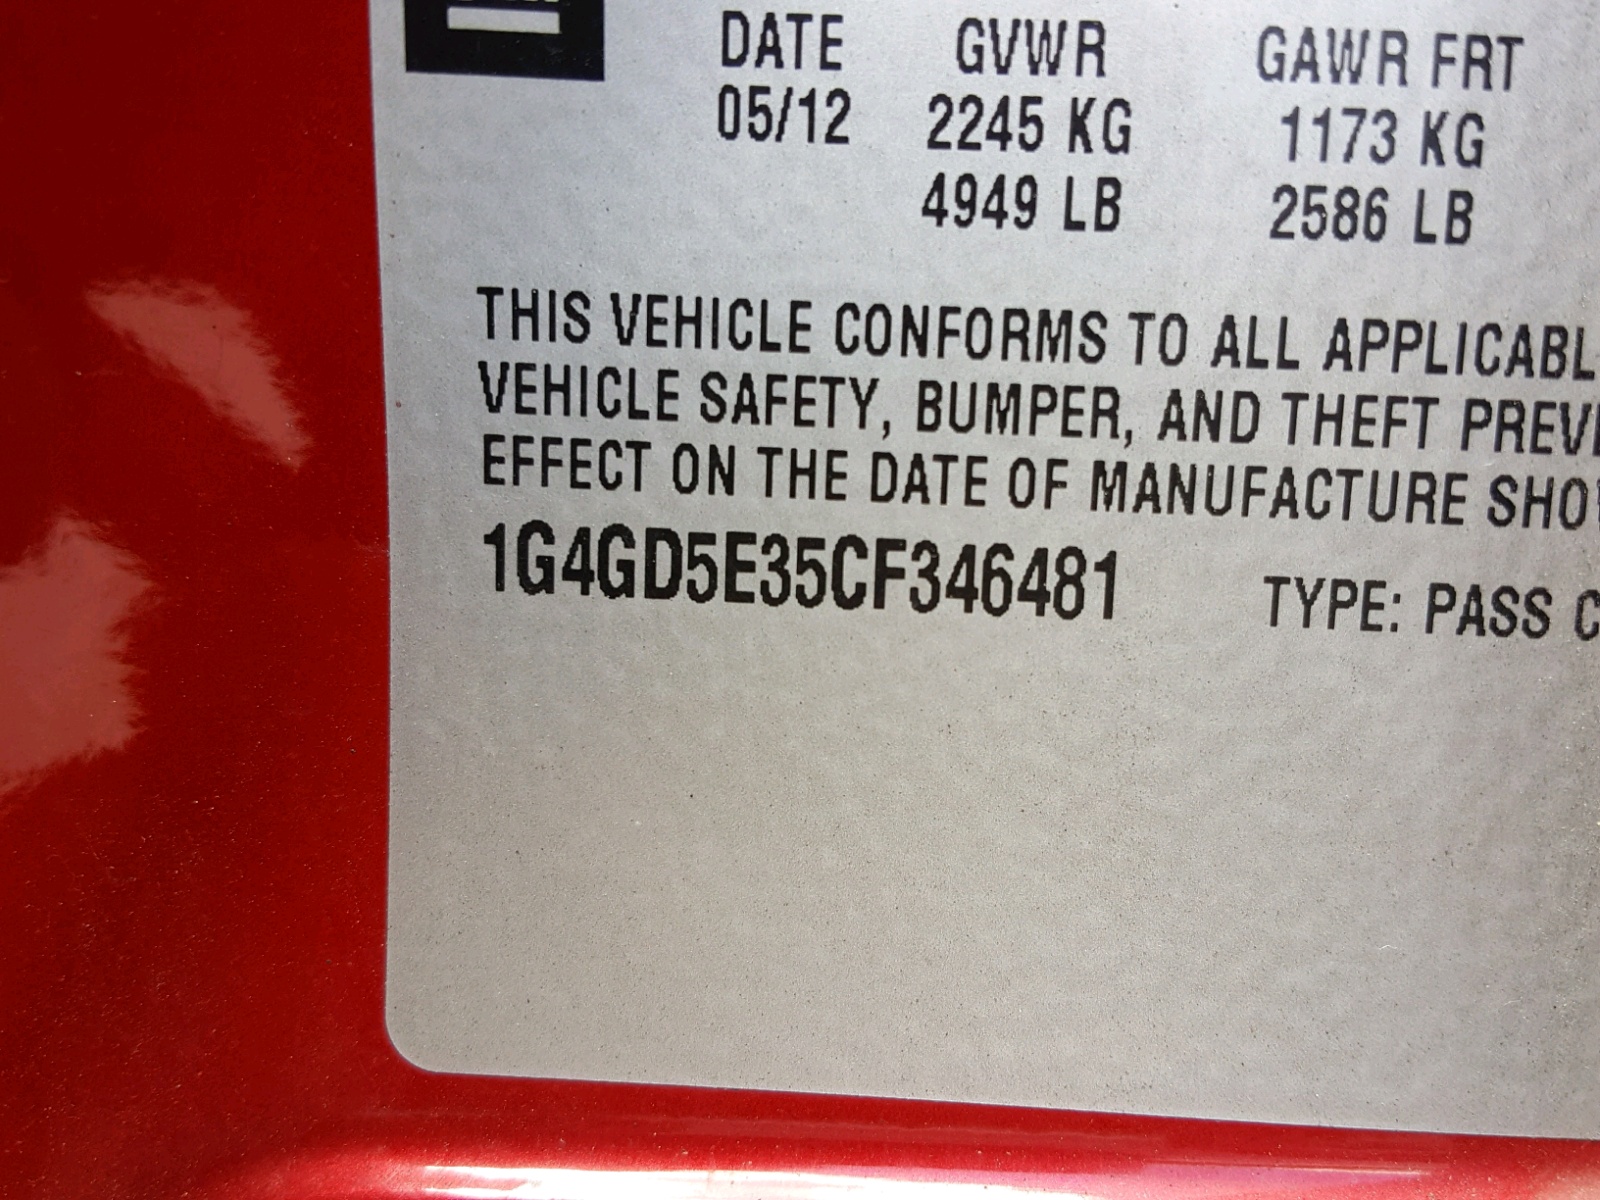 DATE GVWR GAWR FRT
05/12 2245 KG 1173 KG
4949 LB 2586 LB
THIS VEHICLE CONFORMS TO ALL APPLICABL
VEHICLE SAFETY, BUMPER, AND THEFT PREVE
EFFECT ON THE DATE OF MANUFACTURE SHO
1G4GD5E35CF346481 TYPE: PASS C